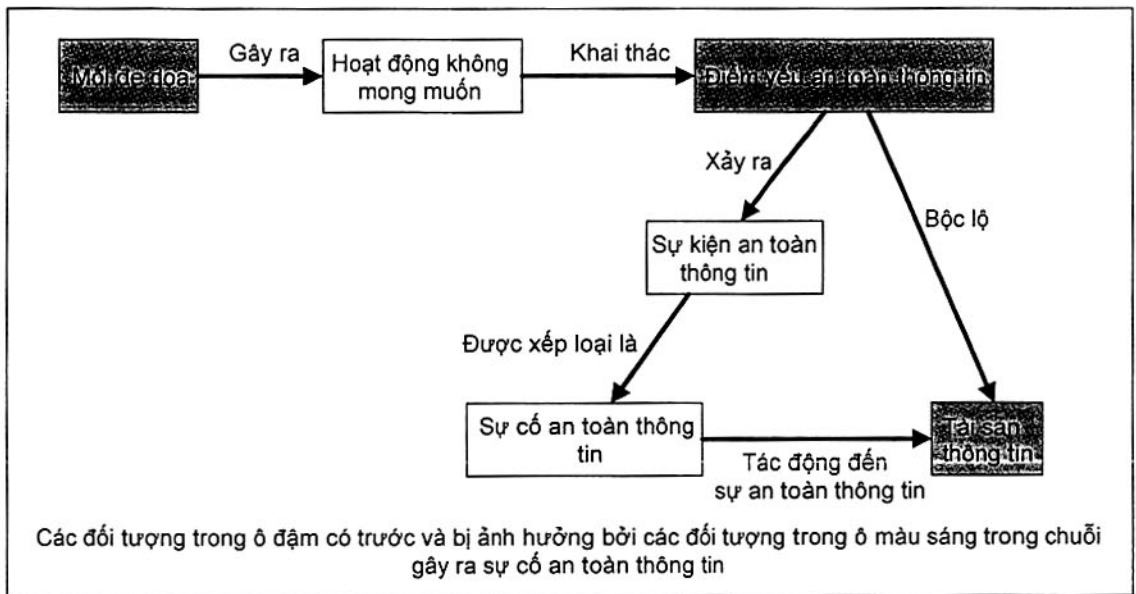 Gây ra
Khai thác
Mối đe dọa
Hoạt động không
mong muốn
Điểm yếu an toàn thông tin
Xảy ra
Bộc lộ
Sự kiện an toàn
thông tin
Được xếp loại là
Sự cố an toàn thông
tin
Tài sản
thông tin
Tác động đến
sự an toàn thông tin
Các đối tượng trong ô đậm có trước và bị ảnh hưởng bởi các đối tượng trong ô màu sáng trong chuỗi
gây ra sự cố an toàn thông tin